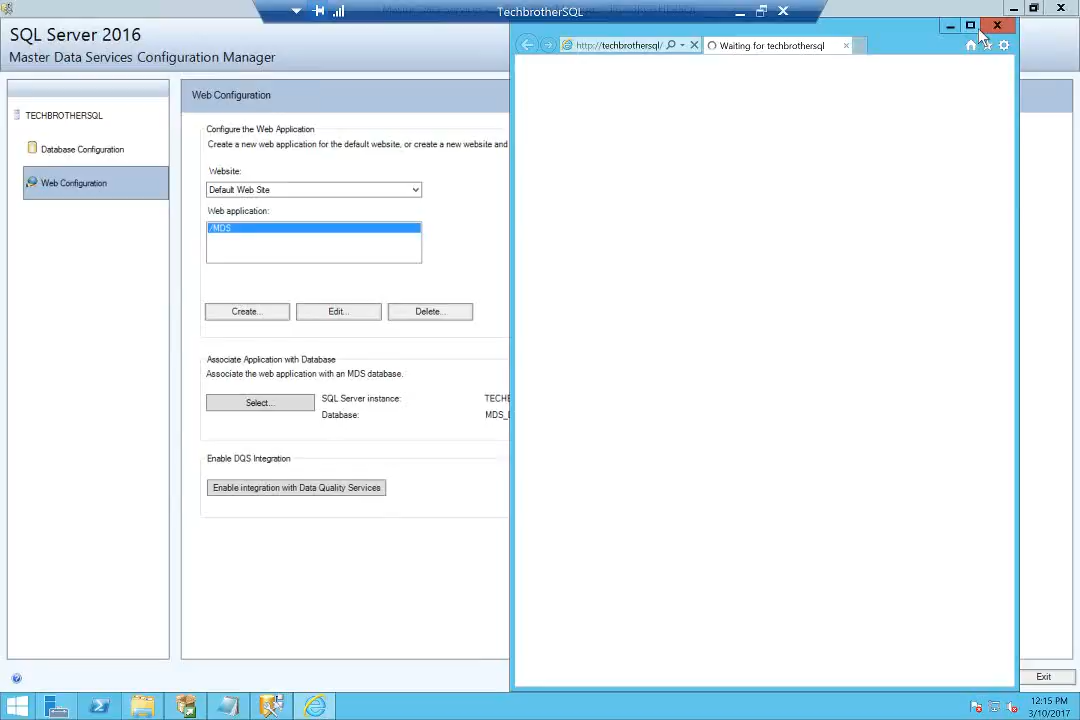 TechbrotherSQL
SQL Server 2016
Master Data Services Configuration Manager
http://techbrothersql/
Waiting for techbrothersql
TECHBROTHERSQL
Database Configuration
Web Configuration
Web Configuration
Configure the Web Application
Create a new web application for the default website, or create a new website and
Website:
Default Web Site
Web application:
/MDS
Create...
Edit...
Delete...
Associate Application with Database
Associate the web application with an MDS database.
Select...
SQL Server instance:
Database:
MDS_
Enable DQS Integration
Enable integration with Data Quality Services
Exit
12:15 PM
3/10/2017